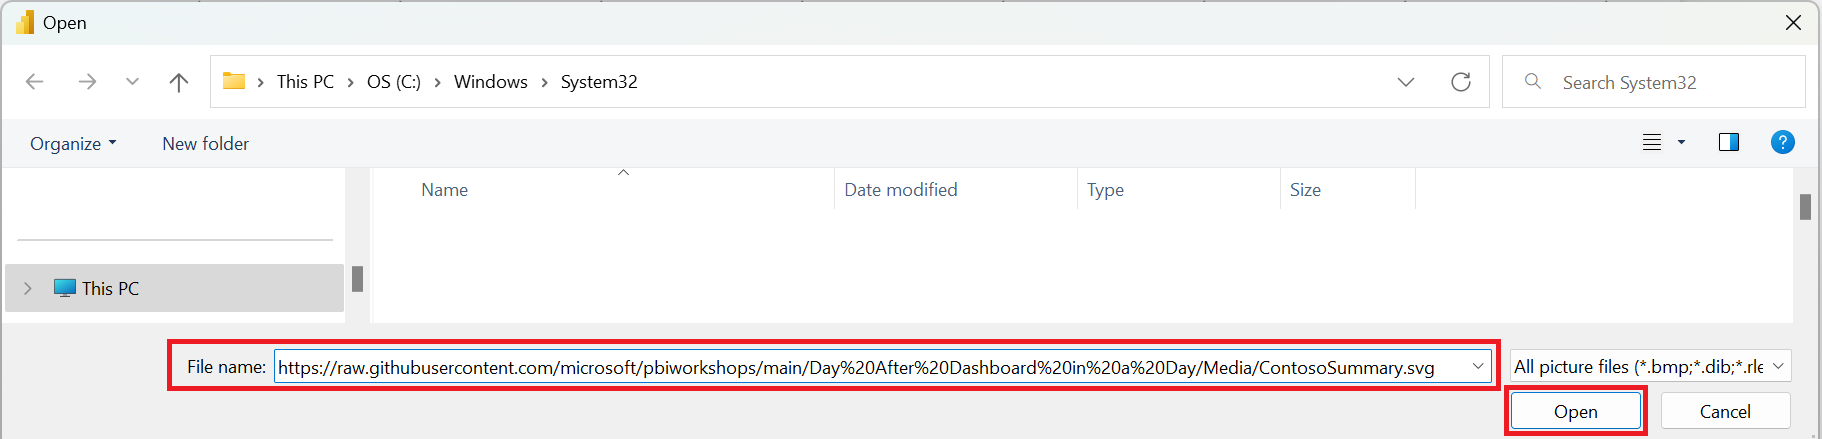 Open
This PC > OS (C:) > Windows > System32
Search System32
Organize
New folder
?
Name
Date modified
Type
Size
This PC
File name: https://raw.githubusercontent.com/microsoft/pbiworkshops/main/Day%20After%20Dashboard%20in%20a%20Day/Media/ContosoSummary.svg
All picture files (*.bmp;*.dib;*.rle
Open
Cancel